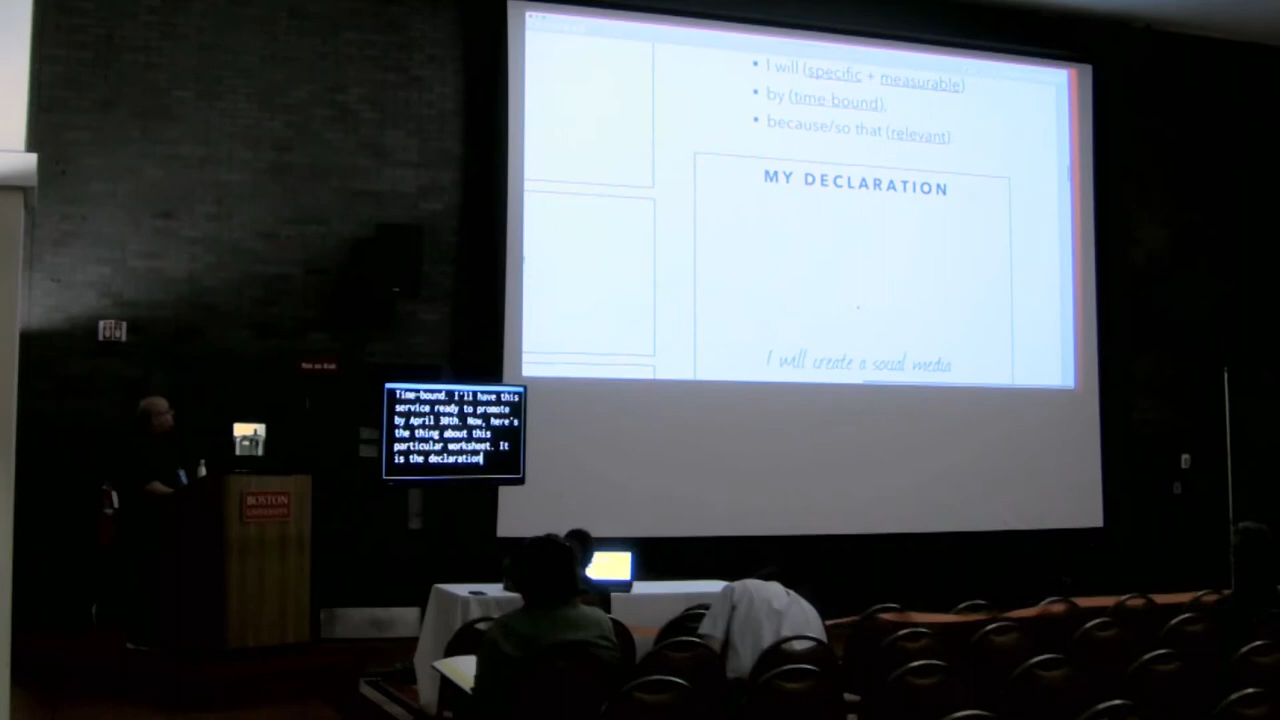 • I will (specific + measurable)
• by (time-bound),
• because/so that (relevant)
MY DECLARATION
I will create a social media
Time-bound. I'll have this
service ready to promote
by April 30th. Now, here's
the thing about this
particular worksheet. It
is the declaration
BOSTON
UNIVERSITY